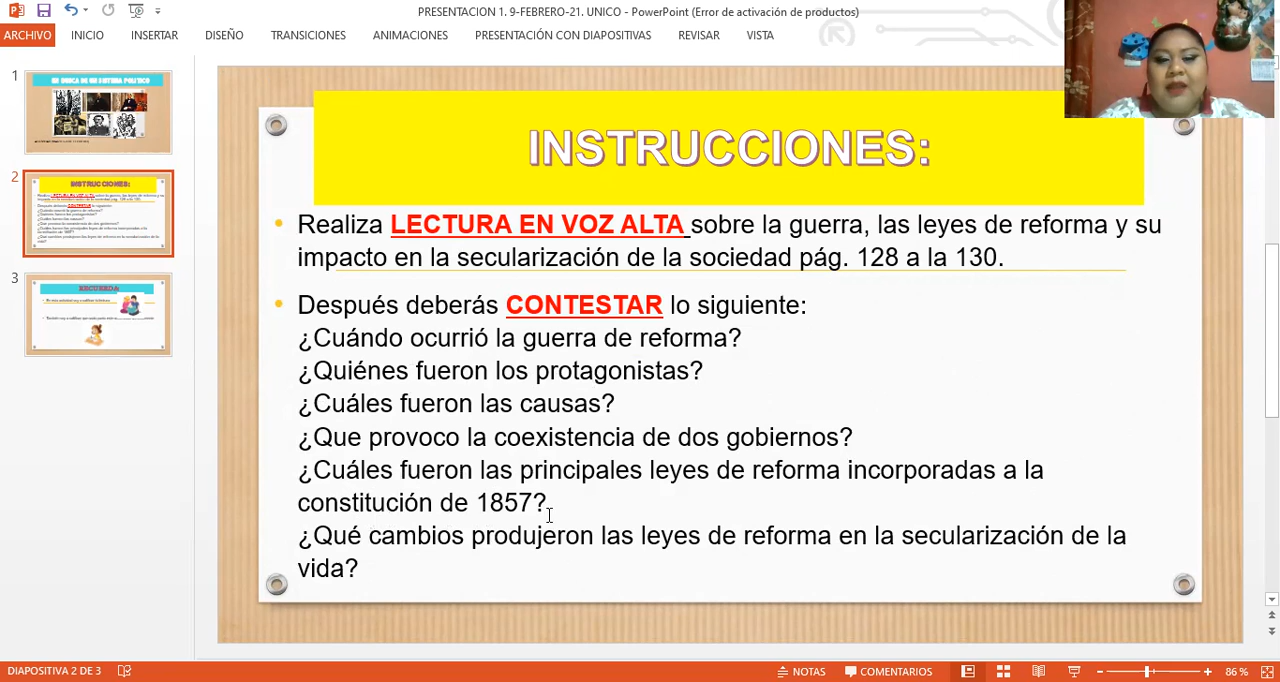 PRESENTACION 1. 9-FEBRERO-21. UNICO - PowerPoint (Error de activación de productos)
ARCHIVO INICIO INSERTAR DISEÑO TRANSICIONES ANIMACIONES PRESENTACIÓN CON DIAPOSITIVAS REVISAR VISTA
1
2
INSTRUCCIONES:
3
RECUERDA:
INSTRUCCIONES:
• Realiza LECTURA EN VOZ ALTA sobre la guerra, las leyes de reforma y su
impacto en la secularización de la sociedad pág. 128 a la 130.
• Después deberás CONTESTAR lo siguiente:
¿Cuándo ocurrió la guerra de reforma?
¿Quiénes fueron los protagonistas?
¿Cuáles fueron las causas?
¿Que provoco la coexistencia de dos gobiernos?
¿Cuáles fueron las principales leyes de reforma incorporadas a la
constitución de 1857?
¿Qué cambios produjeron las leyes de reforma en la secularización de la
vida?
DIAPOSITIVA 2 DE 3 NOTAS COMENTARIOS 86 %